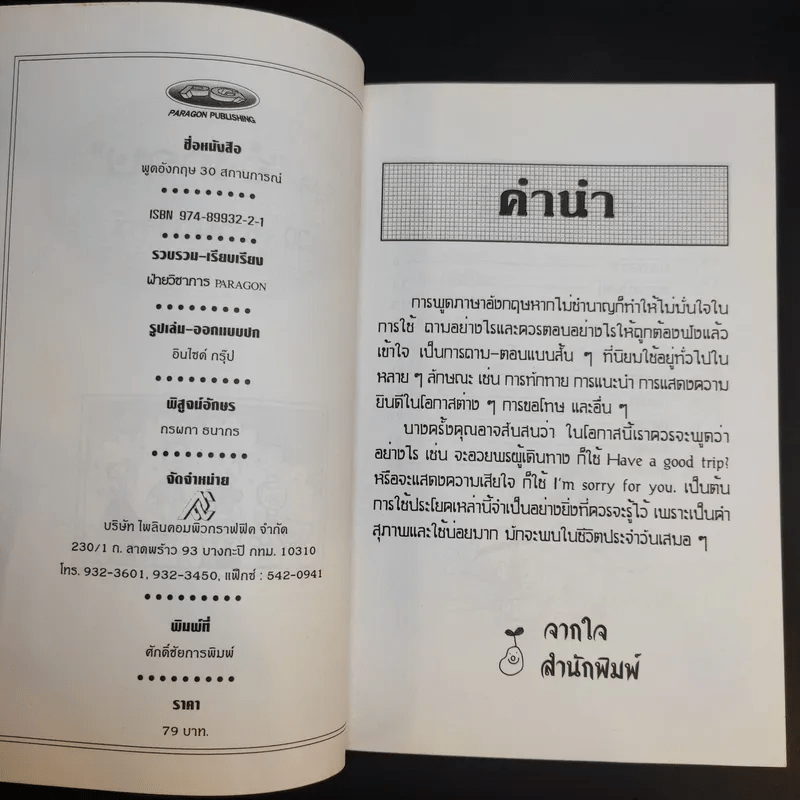 PARAGON PUBLISHING
ชื่อหนังสือ
พูดอังกฤษ 30 สถานการณ์
ISBN 974-89932-2-1
รวบรวม-เรียบเรียง
ฝ่ายวิชาการ PARAGON
รูปเล่ม-ออกแบบปก
อินไซด์ กรุ๊ป
พิสูจน์อักษร
กรผกา ธนากร
จัดจำหน่าย
บริษัท ไพลินคอมพิวกราฟฟิค จำกัด
230/1 ถ. ลาดพร้าว 93 บางกะปิ กทม. 10310
โทร. 932-3601, 932-3450, แฟ็กซ์ : 542-0941
พิมพ์ที่
ศักดิ์ชัยการพิมพ์
ราคา
79 บาท.
คำนำ
การพูดภาษาอังกฤษหากไม่ชำนาญก็ทำให้ไม่มั่นใจใน
การใช้ ถามอย่างไรและควรตอบอย่างไรให้ถูกต้องฟังแล้ว
เข้าใจ เป็นการถาม-ตอบแบบสั้น ๆ ที่นิยมใช้อยู่ทั่วไปใน
หลาย ๆ ลักษณะ เช่น การทักทาย การแนะนำ การแสดงความ
ยินดีในโอกาสต่าง ๆ การขอโทษ และอื่น ๆ
บางครั้งคุณอาจสับสนว่า ในโอกาสนี้เราควรจะพูดว่า
อย่างไร เช่น จะอวยพรผู้เดินทาง ก็ใช้ Have a good trip?
หรือจะแสดงความเสียใจ ก็ใช้ I'm sorry for you. เป็นต้น
การใช้ประโยคเหล่านี้จำเป็นอย่างยิ่งที่ควรจะรู้ไว้ เพราะเป็นคำ
สุภาพและใช้บ่อยมาก มักจะพบในชีวิตประจำวันเสมอ ๆ
จากใจ
สำนักพิมพ์